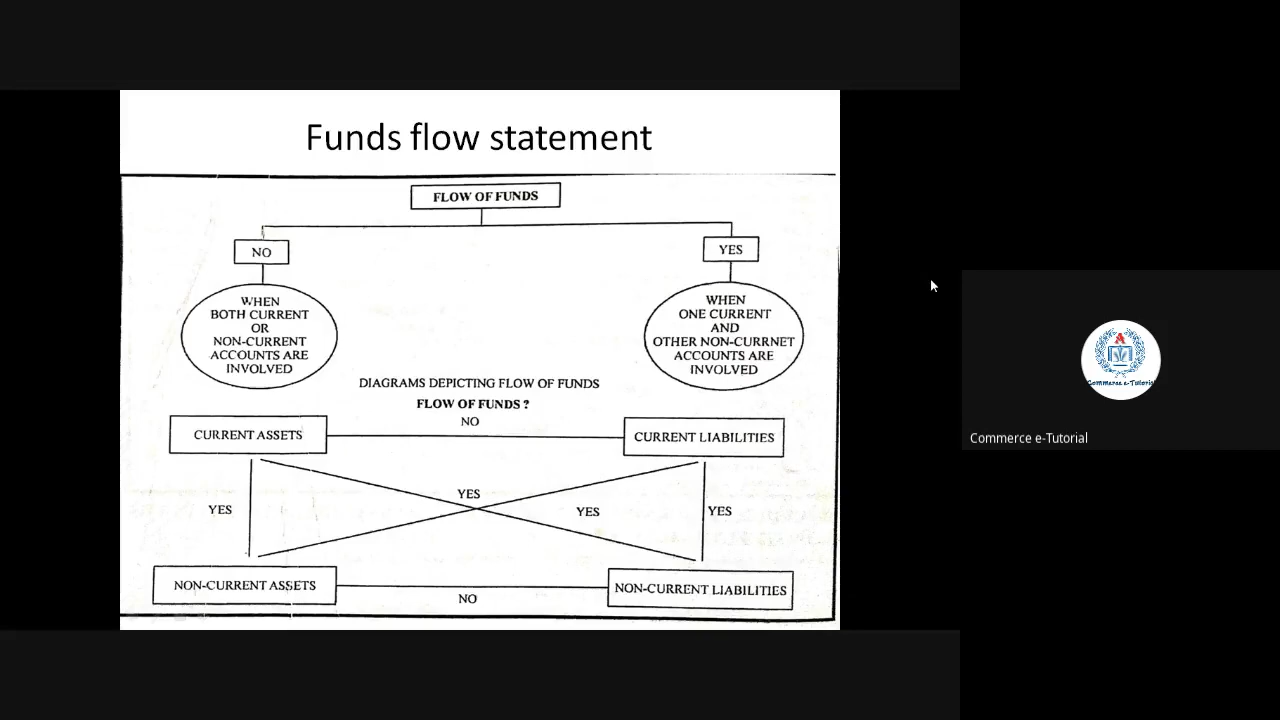 Funds flow statement
FLOW OF FUNDS
NO
YES
WHEN
BOTH CURRENT
OR
NON-CURRENT
ACCOUNTS ARE
INVOLVED
WHEN
ONE CURRENT
AND
OTHER NON-CURRNET
ACCOUNTS ARE
INVOLVED
DIAGRAMS DEPICTING FLOW OF FUNDS
FLOW OF FUNDS ?
NO
CURRENT ASSETS
CURRENT LIABILITIES
YES
YES
YES
YES
NON-CURRENT ASSETS
NON-CURRENT LIABILITIES
NO
Commerce e-Tutorial
Commerce e-Tutorial